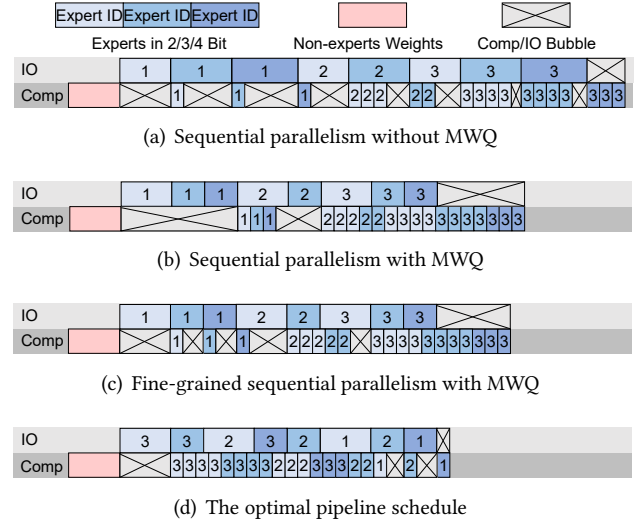 Expert ID Expert ID Expert ID
Experts in 2/3/4 Bit Non-experts Weights Comp/IO Bubble
IO 1 1 1 2 2 3 3 3
Comp 1 1 1 2 2 2 2 2 3 3 3 3 3 3 3 3 3 3 3
(a) Sequential parallelism without MWQ
IO 1 1 1 2 2 3 3 3
Comp 1 1 1 2 2 2 2 2 3 3 3 3 3 3 3 3 3 3 3
(b) Sequential parallelism with MWQ
IO 1 1 1 2 2 3 3 3
Comp 1 1 1 2 2 2 2 2 3 3 3 3 3 3 3 3 3 3 3
(c) Fine-grained sequential parallelism with MWQ
IO 3 3 2 3 2 1 2 1
Comp 3 3 3 3 3 3 3 3 2 2 2 3 3 3 2 2 1 2 1
(d) The optimal pipeline schedule